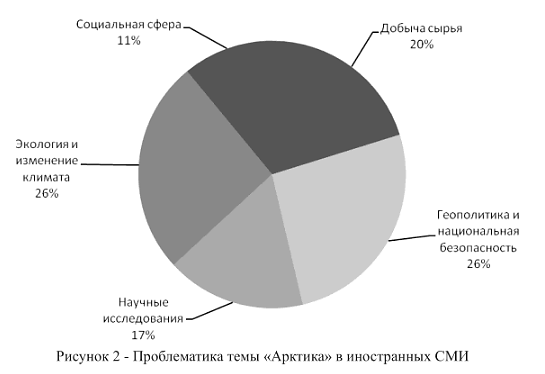 Социальная сфера
11%
Добыча сырья
20%
Экология и
изменение
климата
26%
Геополитика и
национальная
безопасность
26%
Научные
исследования
17%
Рисунок 2 - Проблематика темы «Арктика» в иностранных СМИ